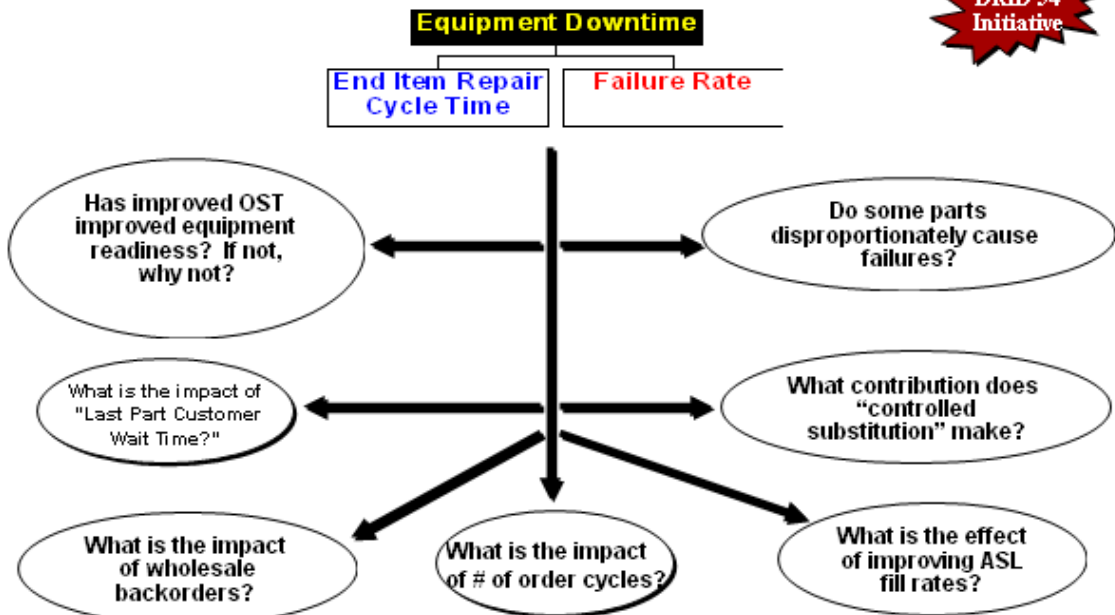 Equipment Downtime
Initiative
End Item Repair
Cycle Time
Failure Rate
Has improved OST
improved equipment
readiness? If not,
why not?
Do some parts
disproportionately cause
failures?
What is the impact of
"Last Part Customer
Wait Time?"
What contribution does
“controlled
substitution” make?
What is the impact
of wholesale
backorders?
What is the impact
of # of order cycles?
What is the effect
of improving ASL
fill rates?